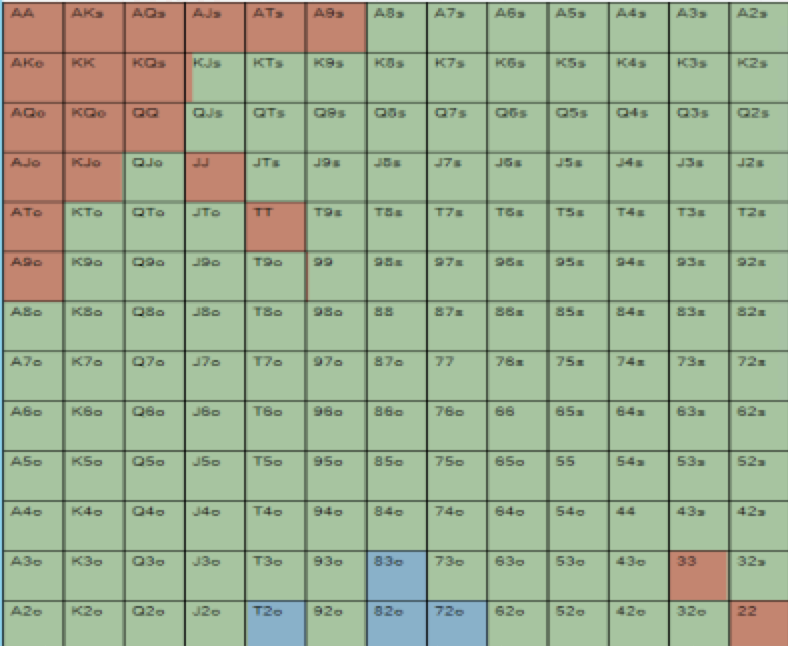 AA AKs AQs AJs ATs A9s A8s A7s A6s A5s A4s A3s A2s
AKo KK KQs KJs KTs K9s K8s K7s K6s K5s K4s K3s K2s
AQo KQo QQ QJs QTs Q9s Q8s Q7s Q6s Q5s Q4s Q3s Q2s
AJo KJo QJo JJ JTs J9s J8s J7s J6s J5s J4s J3s J2s
ATo KTo QTo JTo TT T9s T8s T7s T6s T5s T4s T3s T2s
A9o K9o Q9o J9o T9o 99 98s 97s 96s 95s 94s 93s 92s
A8o K8o Q8o J8o T8o 98o 88 87s 86s 85s 84s 83s 82s
A7o K7o Q7o J7o T7o 97o 87o 77 76s 75s 74s 73s 72s
A6o K6o Q6o J6o T6o 96o 86o 76o 66 65s 64s 63s 62s
A5o K5o Q5o J5o T5o 95o 85o 75o 65o 55 54s 53s 52s
A4o K4o Q4o J4o T4o 94o 84o 74o 64o 54o 44 43s 42s
A3o K3o Q3o J3o T3o 93o 83o 73o 63o 53o 43o 33 32s
A2o K2o Q2o J2o T2o 92o 82o 72o 62o 52o 42o 32o 22